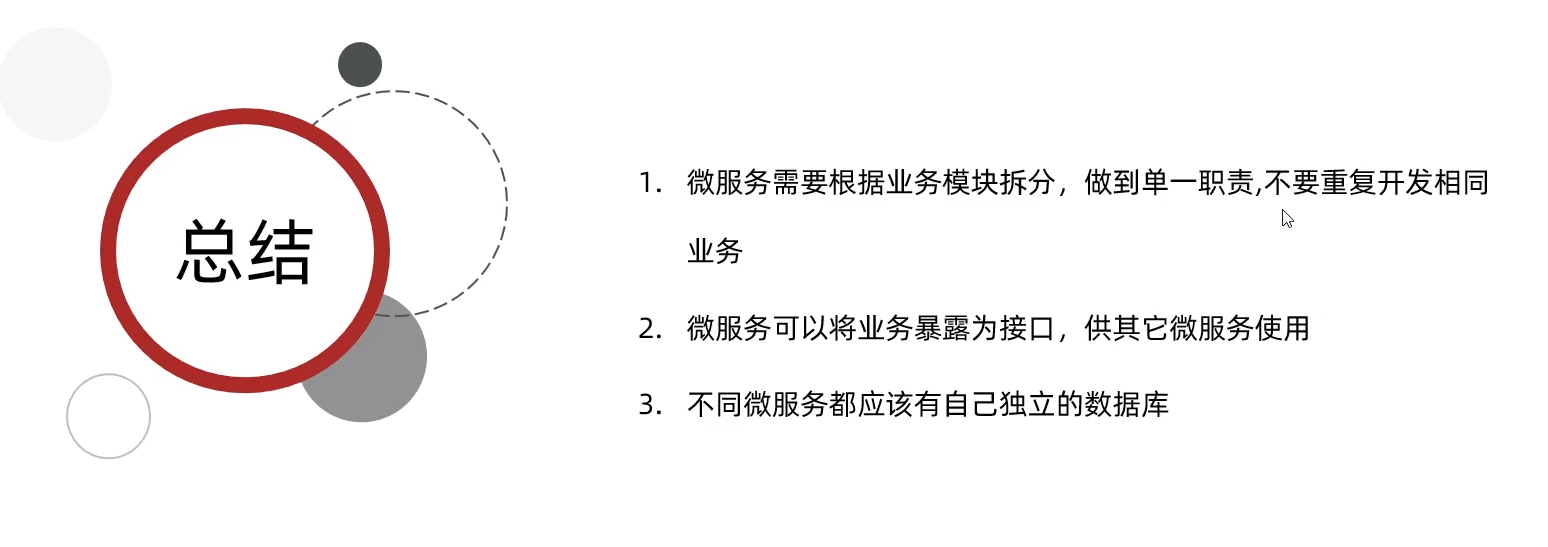 总结
1. 微服务需要根据业务模块拆分，做到单一职责,不要重复开发相同
业务
2. 微服务可以将业务暴露为接口，供其它微服务使用
3. 不同微服务都应该有自己独立的数据库